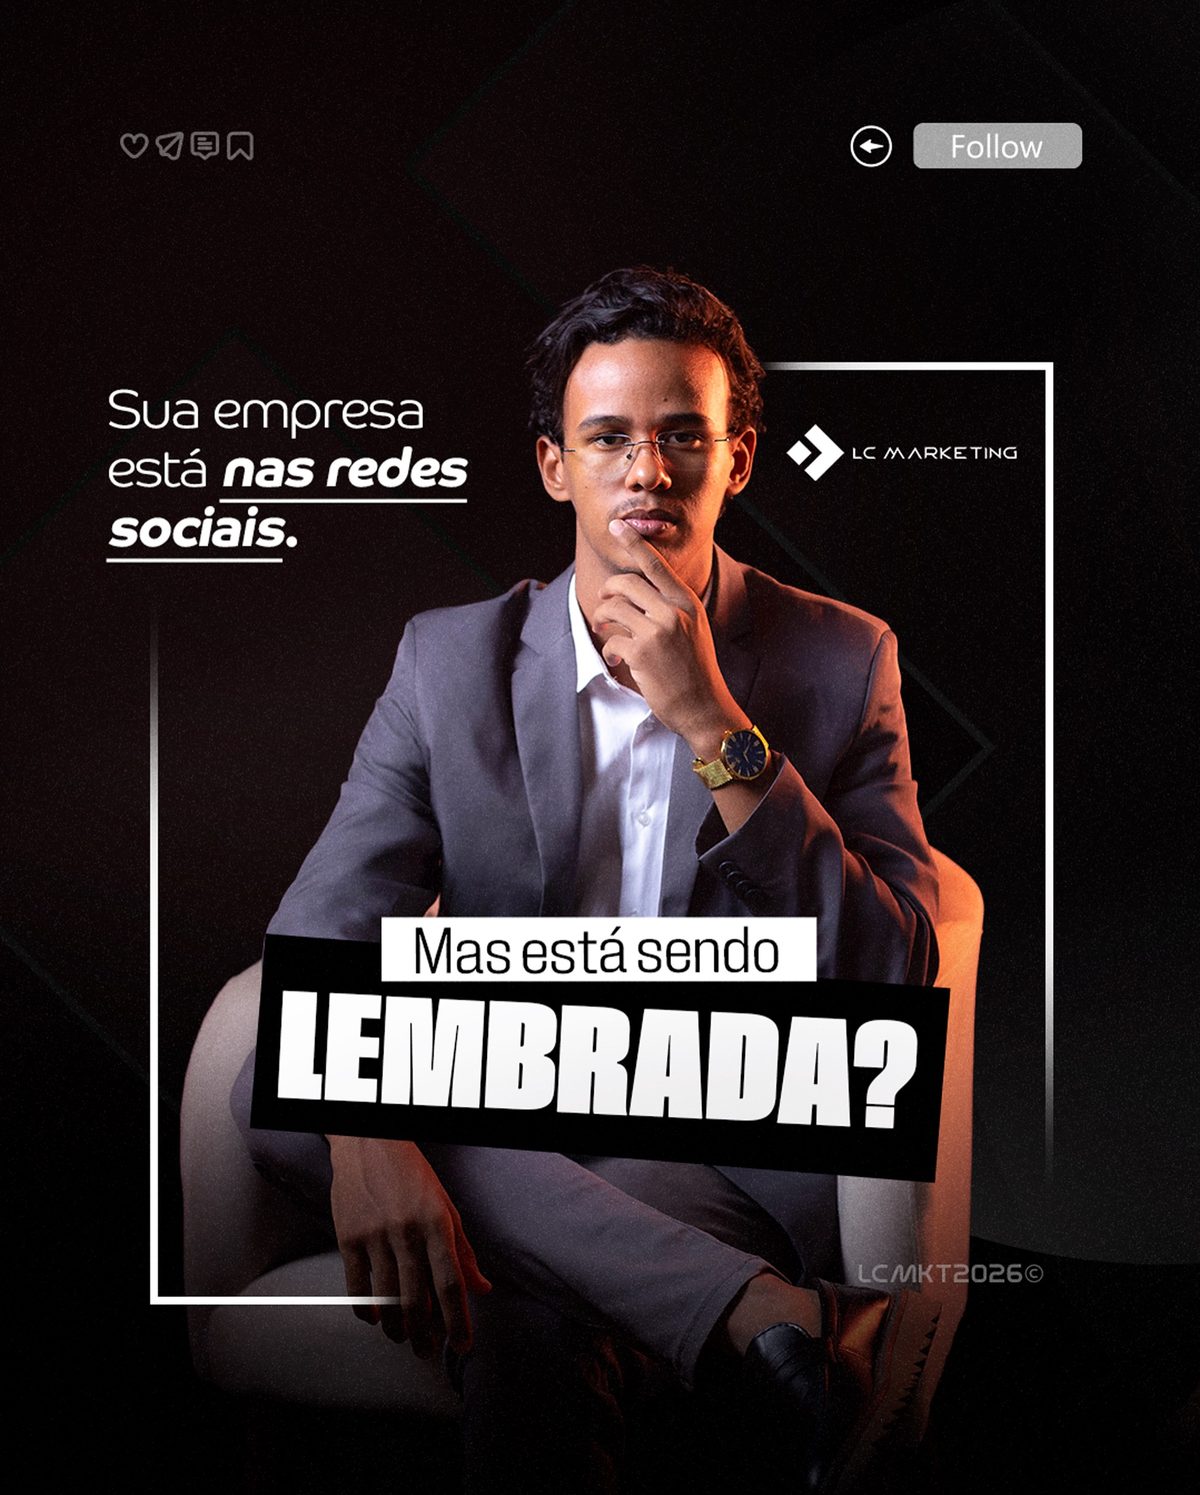 Follow
Sua empresa
está nas redes
sociais.
LC MARKETING
Mas está sendo
LEMBRADA?
LCMKT2026©